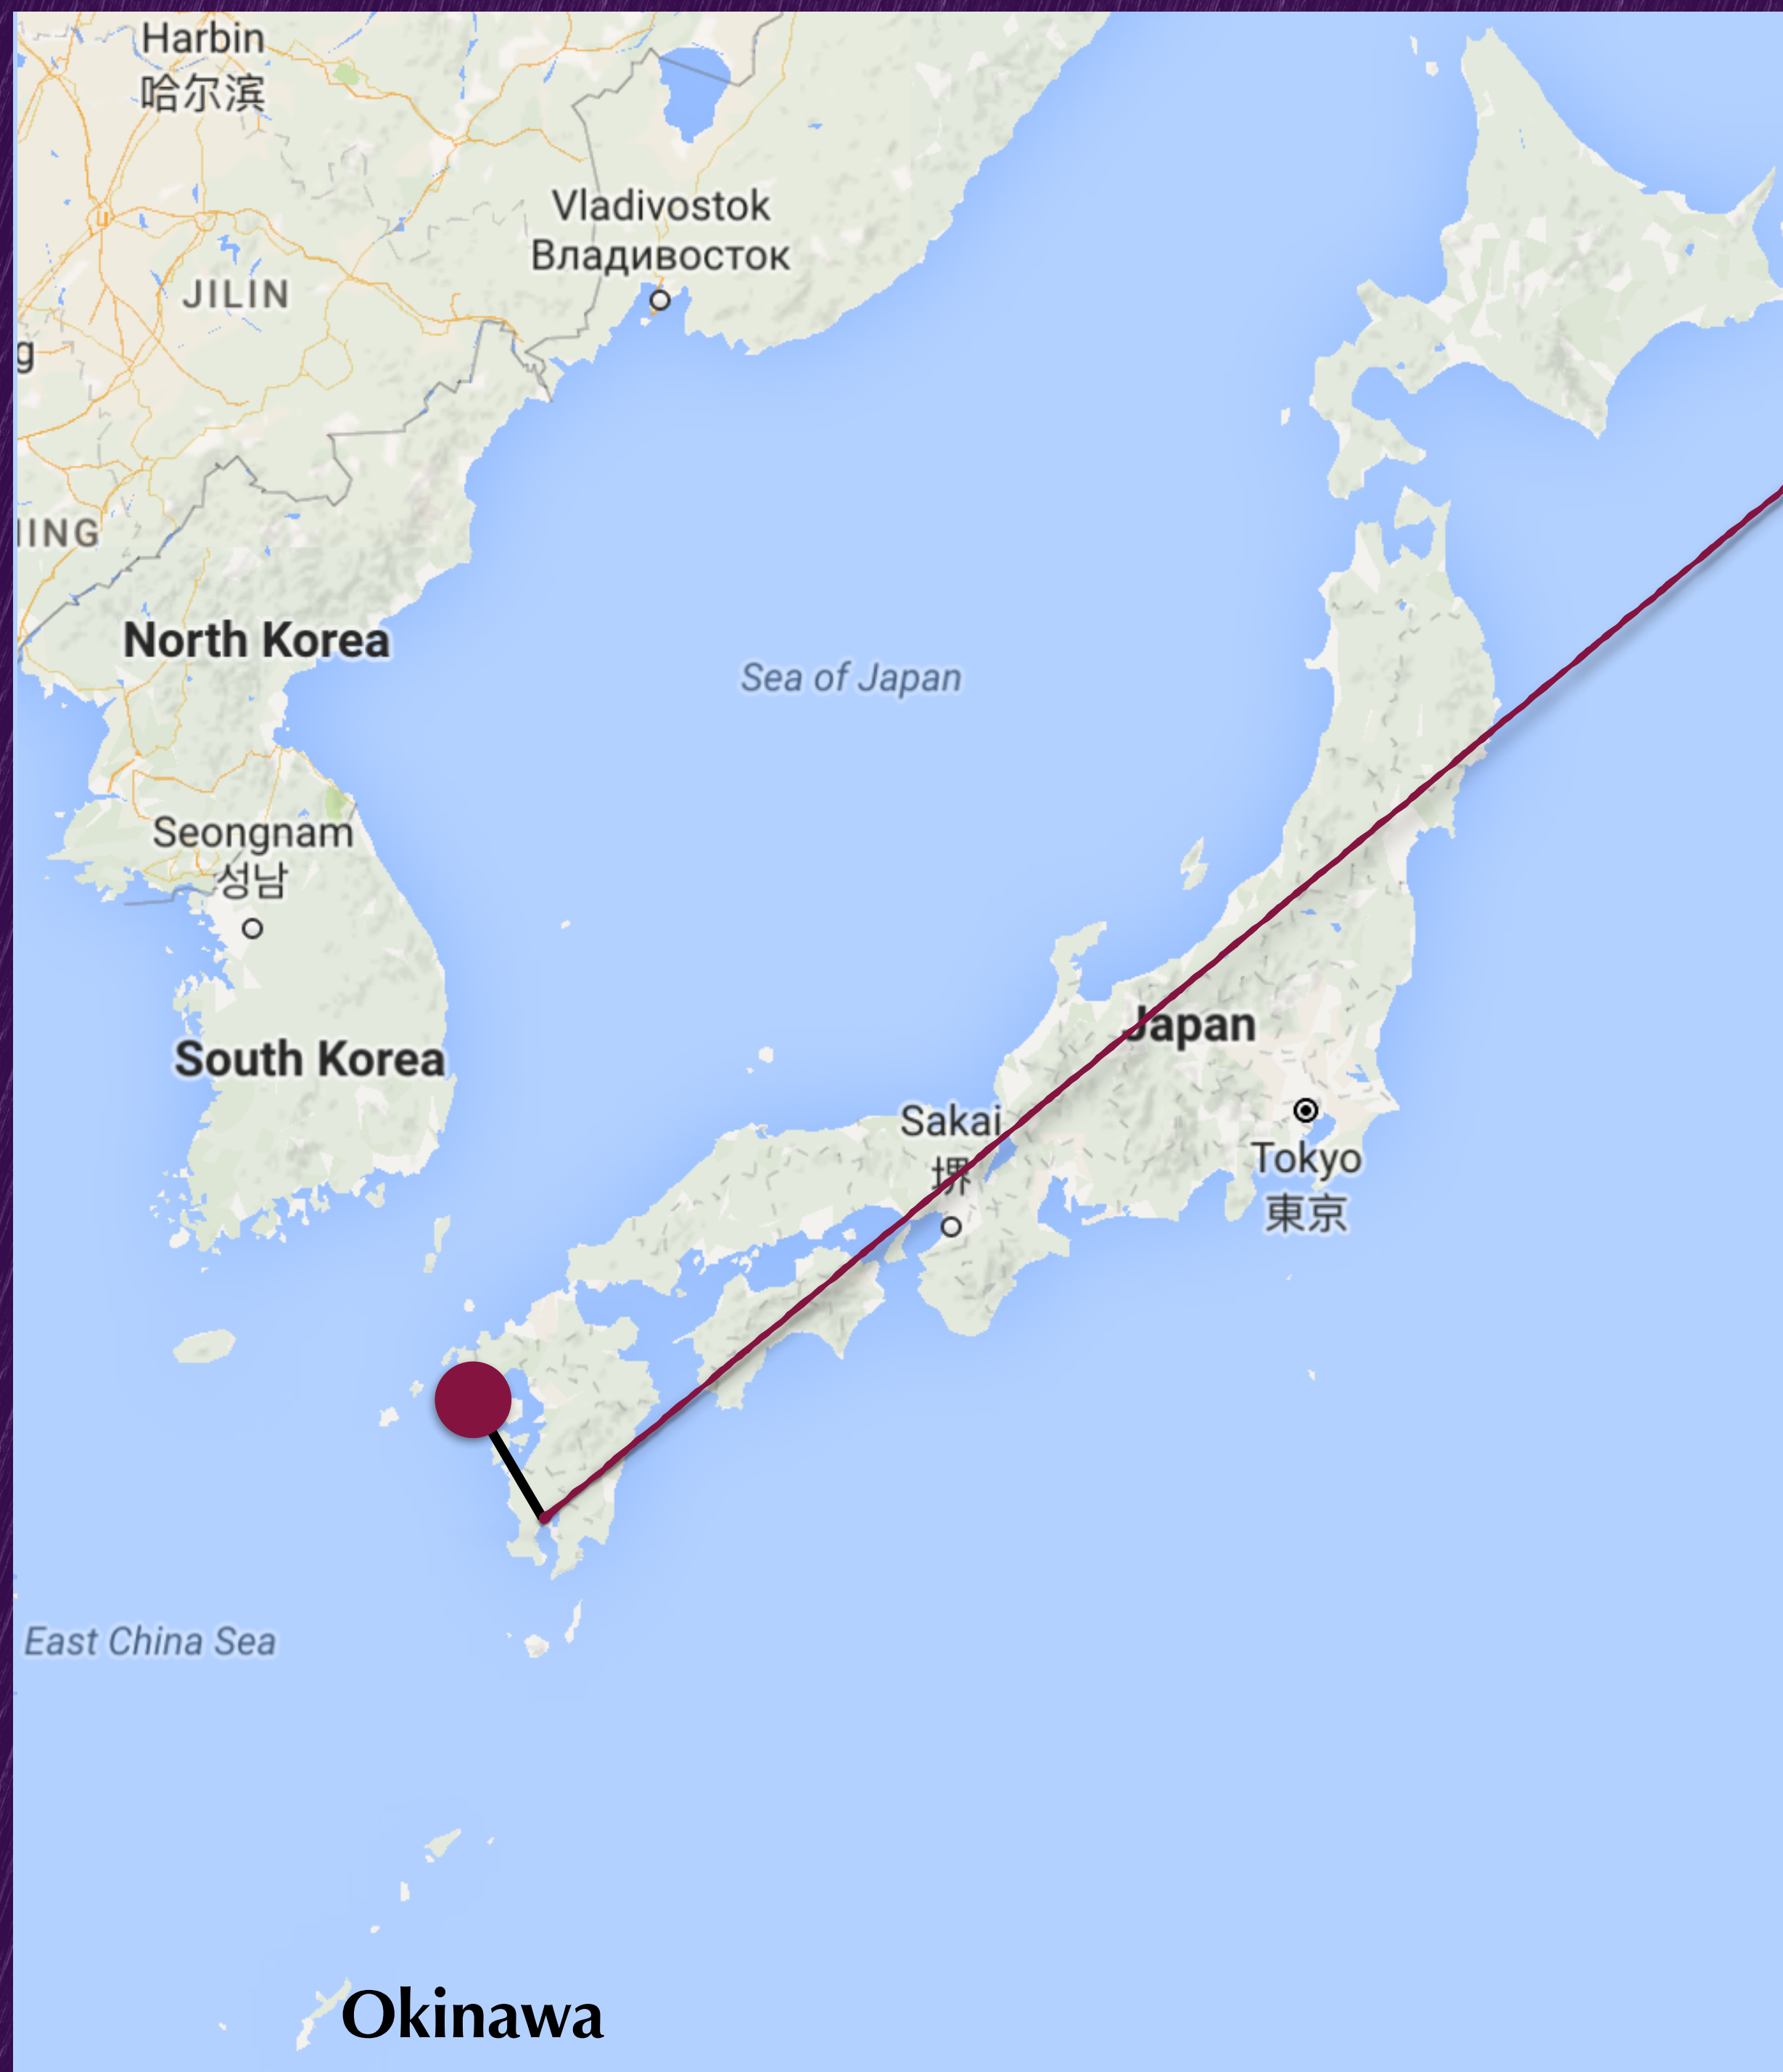 Harbin
哈尔滨
Vladivostok
Владивосток
JILIN
g
IING
North Korea
Sea of Japan
Seongnam
성남
South Korea
Japan
Sakai
堺
Tokyo
東京
East China Sea
Okinawa